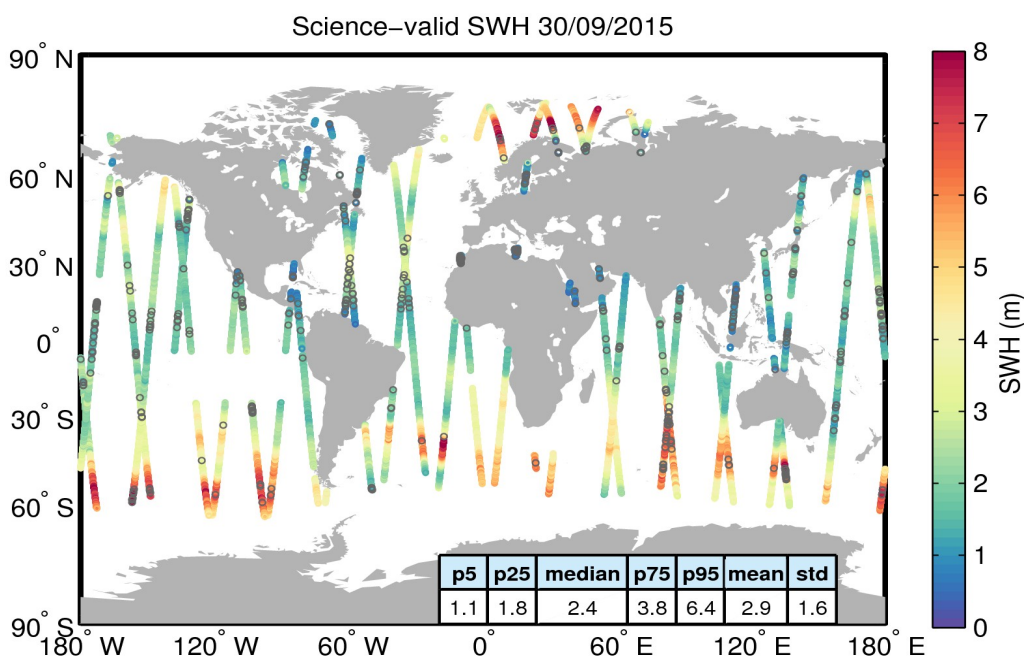 Science−valid SWH 30/09/2015
90° N
60° N
30° N
0°
30° S
60° S
90° S
180° W
120° W
60° W
0°
60° E
120° E
180° E
p5 p25 median p75 p95 mean std
1.1 1.8 2.4 3.8 6.4 2.9 1.6
8
7
6
5
4
3
2
1
0
SWH (m)